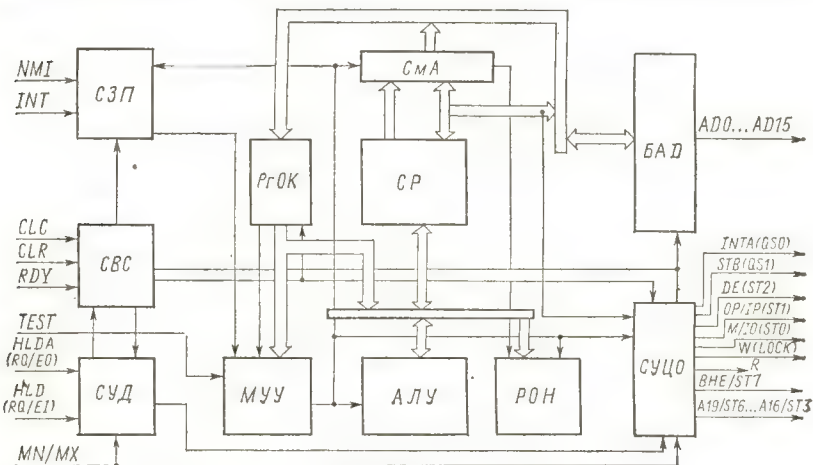 NMI
INT
СЗП
СмА
РгОК
СР
БАД
AD0...AD15
CLC
CLR
RDY
СВС
TEST
HLDA
(RQ/E0)
HLD
(RQ/EI)
СУД
MN/MX
МУУ
АЛУ
РОН
СУЦО
INTA(QS0)
STB(QS1)
DE(ST2)
OP/IP(ST1)
M/IO(ST0)
W(LOCK)
R
BHE/ST7
A19/ST6...A16/ST3